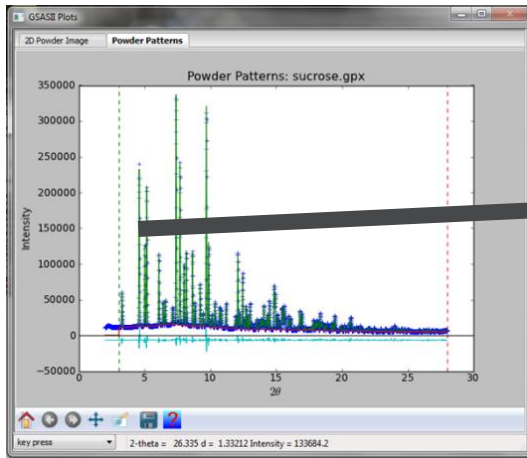 GSASII Plots
2D Powder Image
Powder Patterns
Powder Patterns: sucrose.gpx
350000
300000
250000
200000
150000
100000
50000
0
−50000
Intensity
0
5
10
15
20
25
30
2θ
?
key press
2-theta = 26.335 d = 1.33212 Intensity = 133684.2